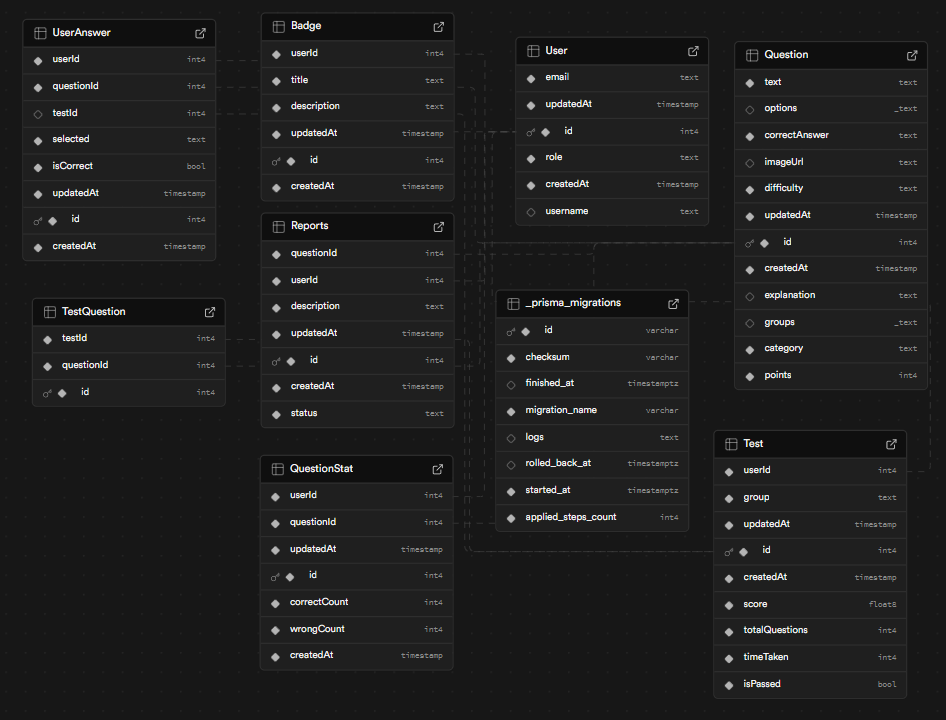 UserAnswer
userId int4
questionId int4
testId int4
selected text
isCorrect bool
updatedAt timestamp
id int4
createdAt timestamp
Badge
userId int4
title text
description text
updatedAt timestamp
id int4
createdAt timestamp
User
email text
updatedAt timestamp
id int4
role text
createdAt timestamp
username text
Question
text text
options _text
correctAnswer text
imageUrl text
difficulty text
updatedAt timestamp
id int4
createdAt timestamp
explanation text
groups _text
category text
points int4
Reports
questionId int4
userId int4
description text
updatedAt timestamp
id int4
createdAt timestamp
status text
TestQuestion
testId int4
questionId int4
id int4
_prisma_migrations
id varchar
checksum varchar
finished_at timestamptz
migration_name varchar
logs text
rolled_back_at timestamptz
started_at timestamptz
applied_steps_count int4
QuestionStat
userId int4
questionId int4
updatedAt timestamp
id int4
correctCount int4
wrongCount int4
createdAt timestamp
Test
userId int4
group text
updatedAt timestamp
id int4
createdAt timestamp
score float8
totalQuestions int4
timeTaken int4
isPassed bool